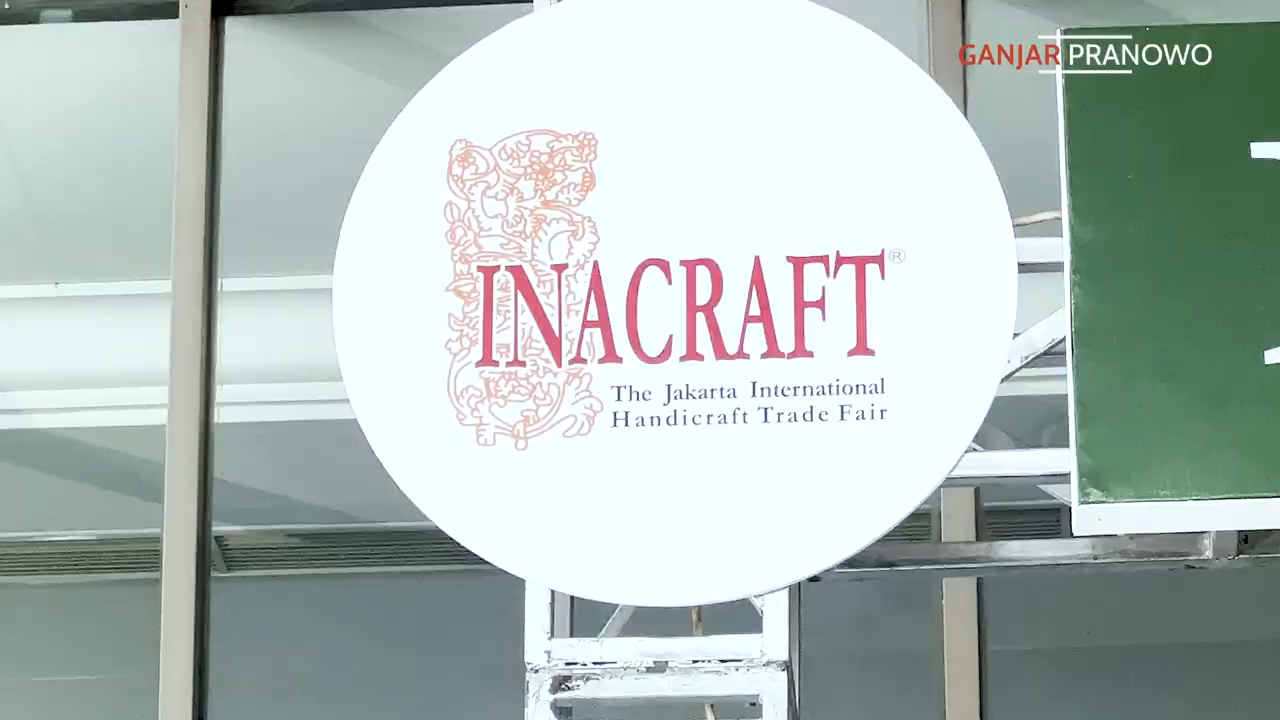 GANJAR PRANOWO
INACRAFT®
The Jakarta International
Handicraft Trade Fair